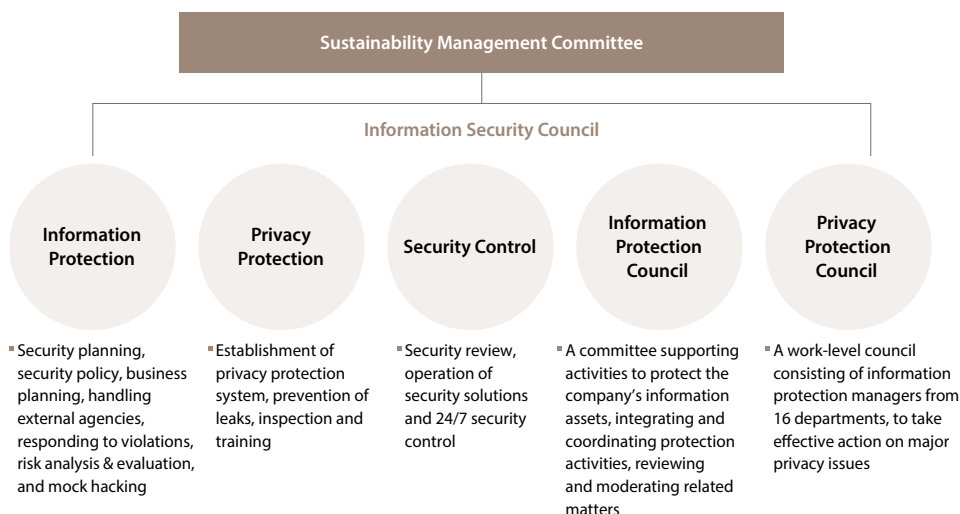 Sustainability Management Committee
Information Security Council
Information
Protection
Privacy
Protection
Security Control
Information
Protection
Council
Privacy
Protection
Council
Security planning,
security policy, business
planning, handling
external agencies,
responding to violations,
risk analysis & evaluation,
and mock hacking
Establishment of
privacy protection
system, prevention of
leaks, inspection and
training
Security review,
operation of
security solutions
and 24/7 security
control
A committee supporting
activities to protect the
company’s information
assets, integrating and
coordinating protection
activities, reviewing
and moderating related
matters
A work-level council
consisting of information
protection managers from
16 departments, to take
effective action on major
privacy issues